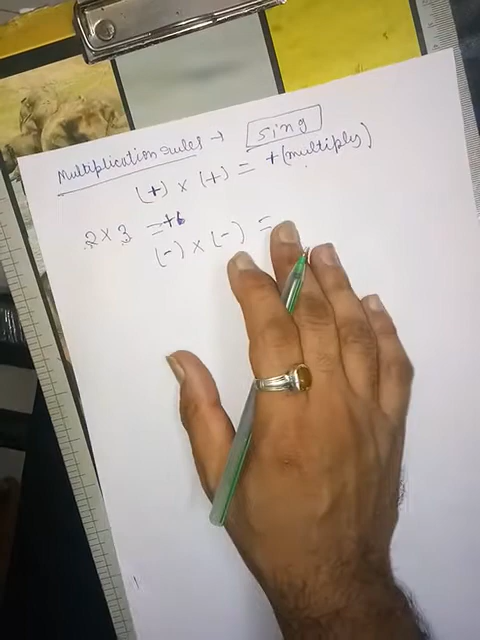 Multiplication rules → sing
(+) × (+) = + (multiply)
2 × 3 = +6
(-) × (-) =